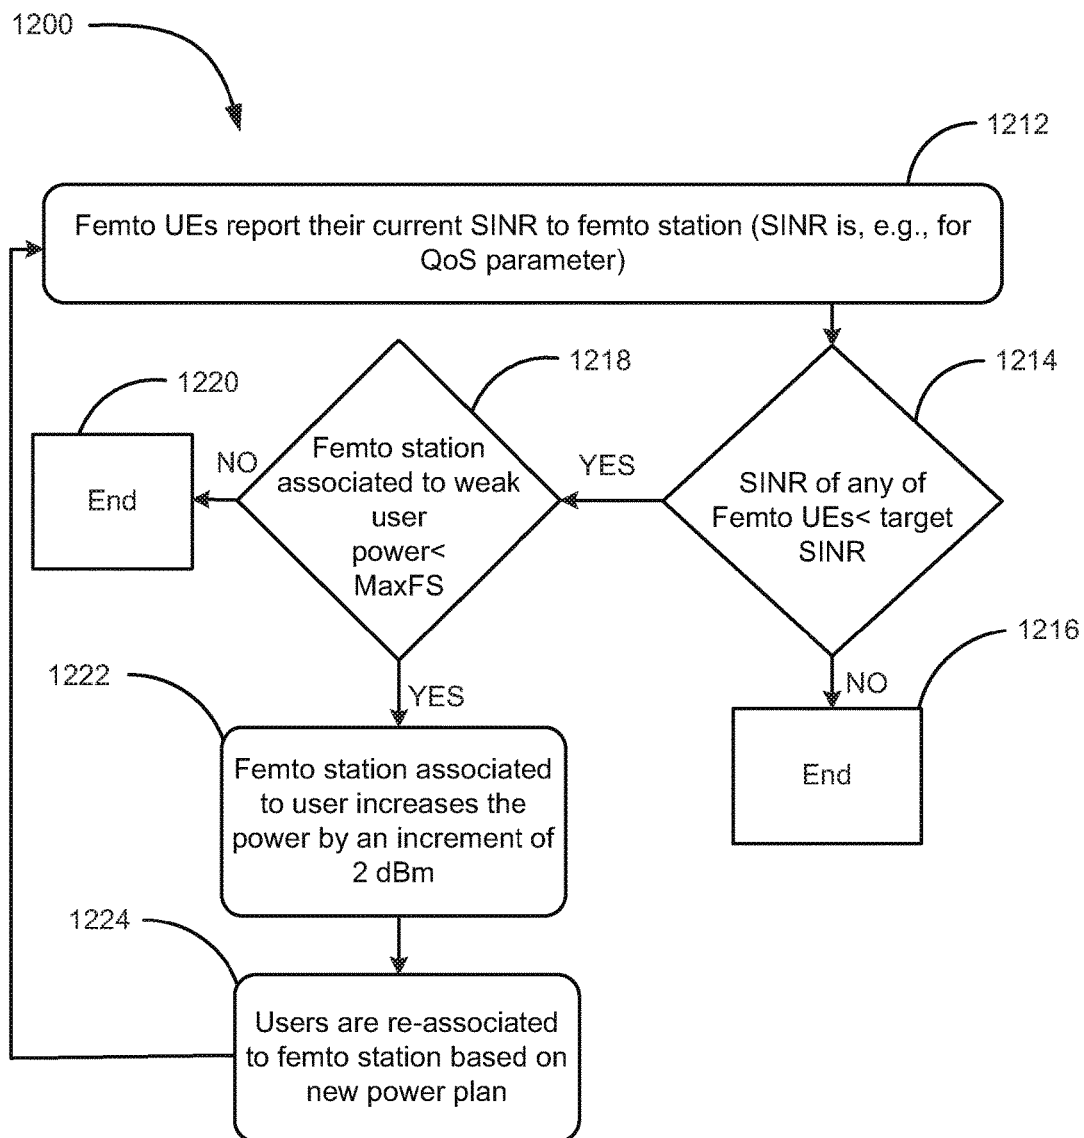 1200
1212
Femto UEs report their current SINR to femto station (SINR is, e.g., for
QoS parameter)
1218
1214
1220
Femto station
associated to weak
user
power<
MaxFS
NO
End
YES
SINR of any of
Femto UEs< target
SINR
1216
NO
End
1222
YES
Femto station associated
to user increases the
power by an increment of
2 dBm
1224
Users are re-associated
to femto station based on
new power plan